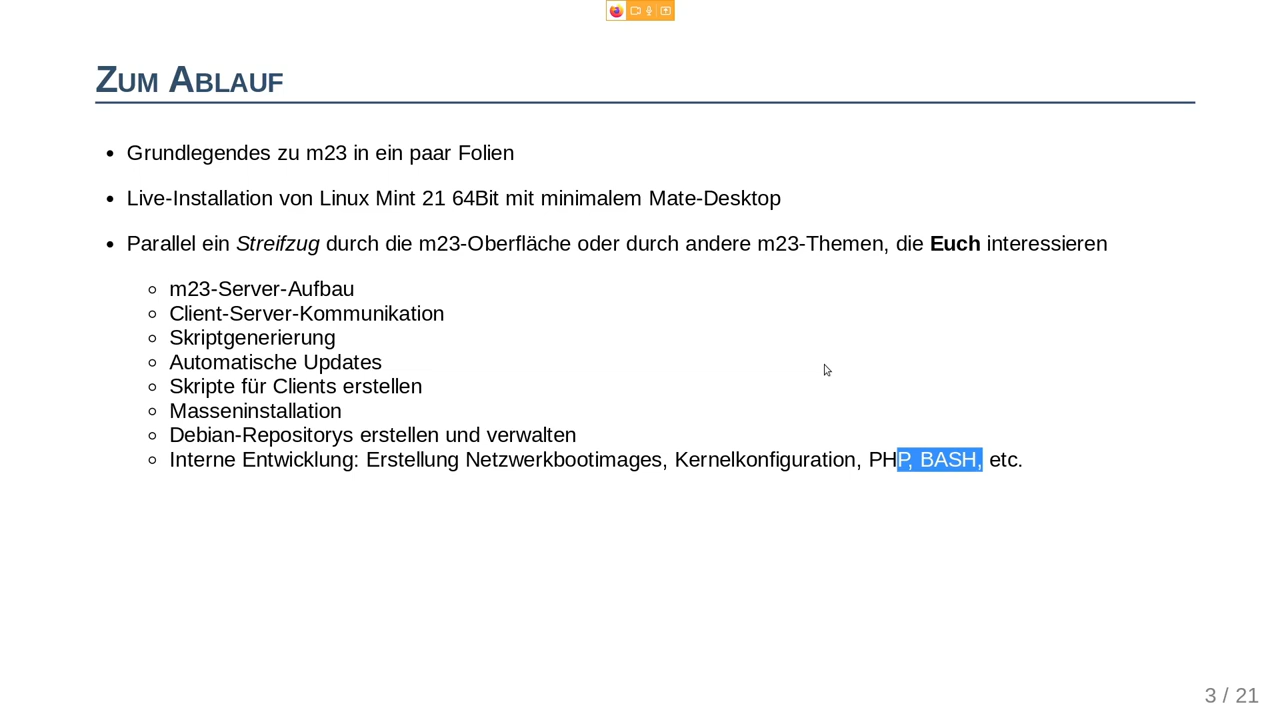 Zum Ablauf
Grundlegendes zu m23 in ein paar Folien
Live-Installation von Linux Mint 21 64Bit mit minimalem Mate-Desktop
Parallel ein Streifzug durch die m23-Oberfläche oder durch andere m23-Themen, die Euch interessieren
m23-Server-Aufbau
Client-Server-Kommunikation
Skriptgenerierung
Automatische Updates
Skripte für Clients erstellen
Masseninstallation
Debian-Repositorys erstellen und verwalten
Interne Entwicklung: Erstellung Netzwerkbootimages, Kernelkonfiguration, PHP, BASH, etc.
3 / 21